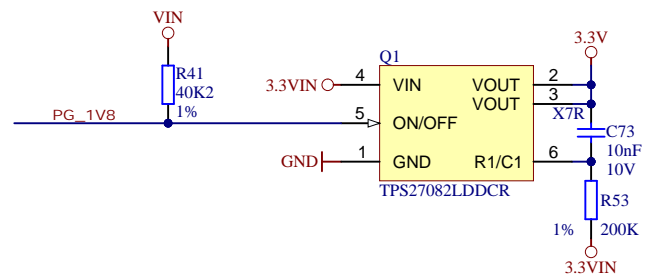 VIN
R41
40K2
1%
PG_1V8
Q1
3.3VIN
4
VIN
VOUT
2
VOUT
3
5
ON/OFF
GND
1
GND
R1/C1
6
TPS27082LDDCR
3.3V
X7R
C73
10nF
10V
R53
1%
200K
3.3VIN